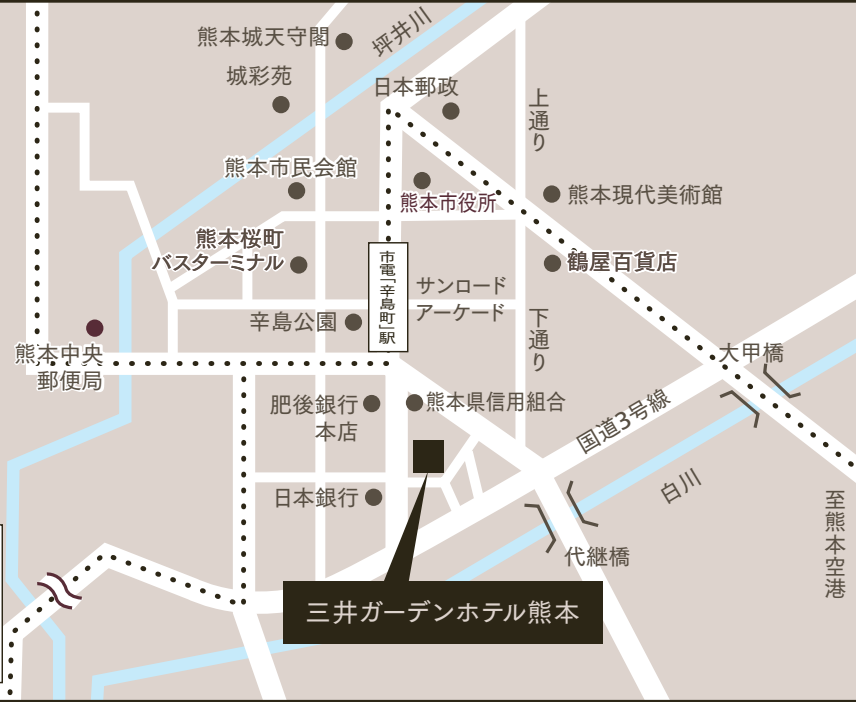 熊本城天守閣
坪井川
城彩苑
日本郵政
上通り
熊本市民会館
熊本市役所
熊本現代美術館
熊本桜町
バスターミナル
市電「辛島町」駅
鶴屋百貨店
サンロード
アーケード
辛島公園
下通り
熊本中央
郵便局
大甲橋
肥後銀行
本店
熊本県信用組合
国道3号線
日本銀行
白川
至熊本空港
代継橋
三井ガーデンホテル熊本